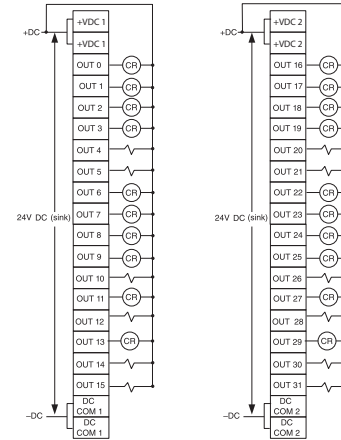 +VDC 1
+DC
+VDC 1
OUT 0 CR
OUT 1 CR
OUT 2 CR
OUT 3 CR
OUT 4
OUT 5
OUT 6 CR
24V DC (sink) OUT 7 CR
OUT 8 CR
OUT 9 CR
OUT 10
OUT 11 CR
OUT 12
OUT 13 CR
OUT 14
OUT 15
DC
COM 1
–DC
DC
COM 1
+VDC 2
+DC
+VDC 2
OUT 16 CR
OUT 17 CR
OUT 18 CR
OUT 19 CR
OUT 20
OUT 21
OUT 22 CR
24V DC (sink) OUT 23 CR
OUT 24 CR
OUT 25 CR
OUT 26
OUT 27 CR
OUT 28
OUT 29 CR
OUT 30
OUT 31
DC
COM 2
–DC
DC
COM 2